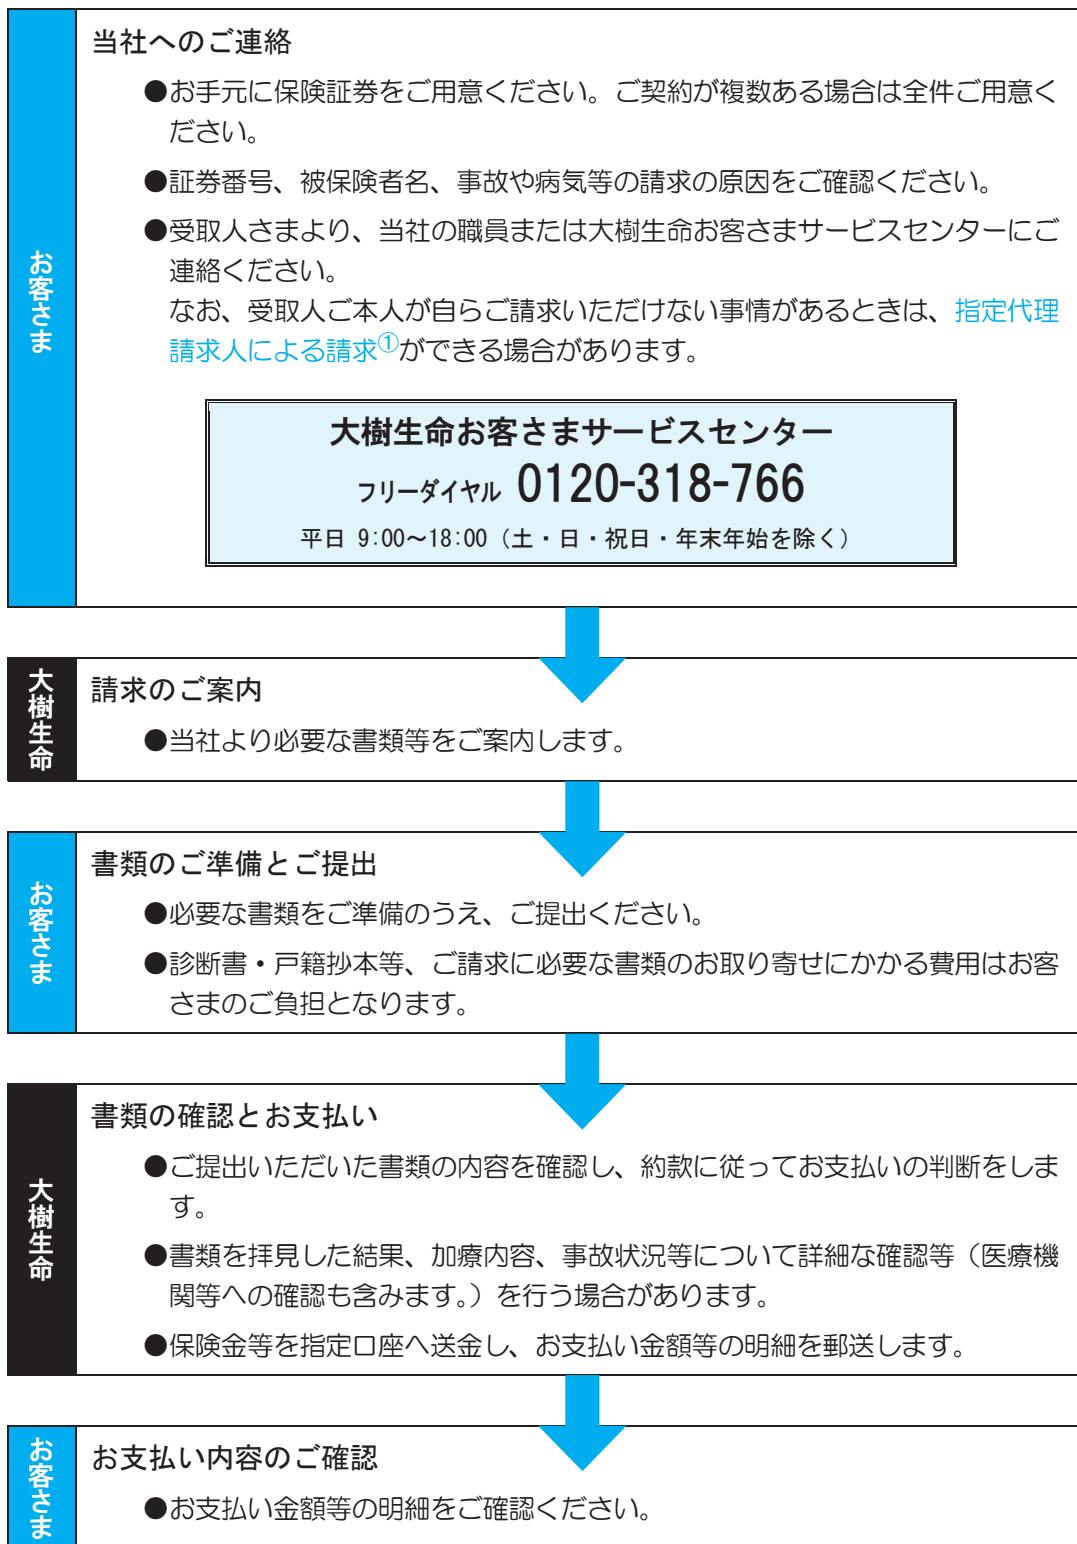 お客さま
当社へのご連絡
●お手元に保険証券をご用意ください。ご契約が複数ある場合は全件ご用意く
ださい。
●証券番号、被保険者名、事故や病気等の請求の原因をご確認ください。
●受取人さまより、当社の職員または大樹生命お客さまサービスセンターにご
連絡ください。
なお、受取人ご本人が自らご請求いただけない事情があるときは、指定代理
請求人による請求①ができる場合があります。
大樹生命お客さまサービスセンター
フリーダイヤル 0120-318-766
平日 9:00～18:00（土・日・祝日・年末年始を除く）
大樹生命
請求のご案内
●当社より必要な書類等をご案内します。
お客さま
書類のご準備とご提出
●必要な書類をご準備のうえ、ご提出ください。
●診断書・戸籍抄本等、ご請求に必要な書類のお取り寄せにかかる費用はお客
さまのご負担となります。
大樹生命
書類の確認とお支払い
●ご提出いただいた書類の内容を確認し、約款に従ってお支払いの判断をしま
す。
●書類を拝見した結果、加療内容、事故状況等について詳細な確認等（医療機
関等への確認も含みます。）を行う場合があります。
●保険金等を指定口座へ送金し、お支払い金額等の明細を郵送します。
お客さま
お支払い内容のご確認
●お支払い金額等の明細をご確認ください。